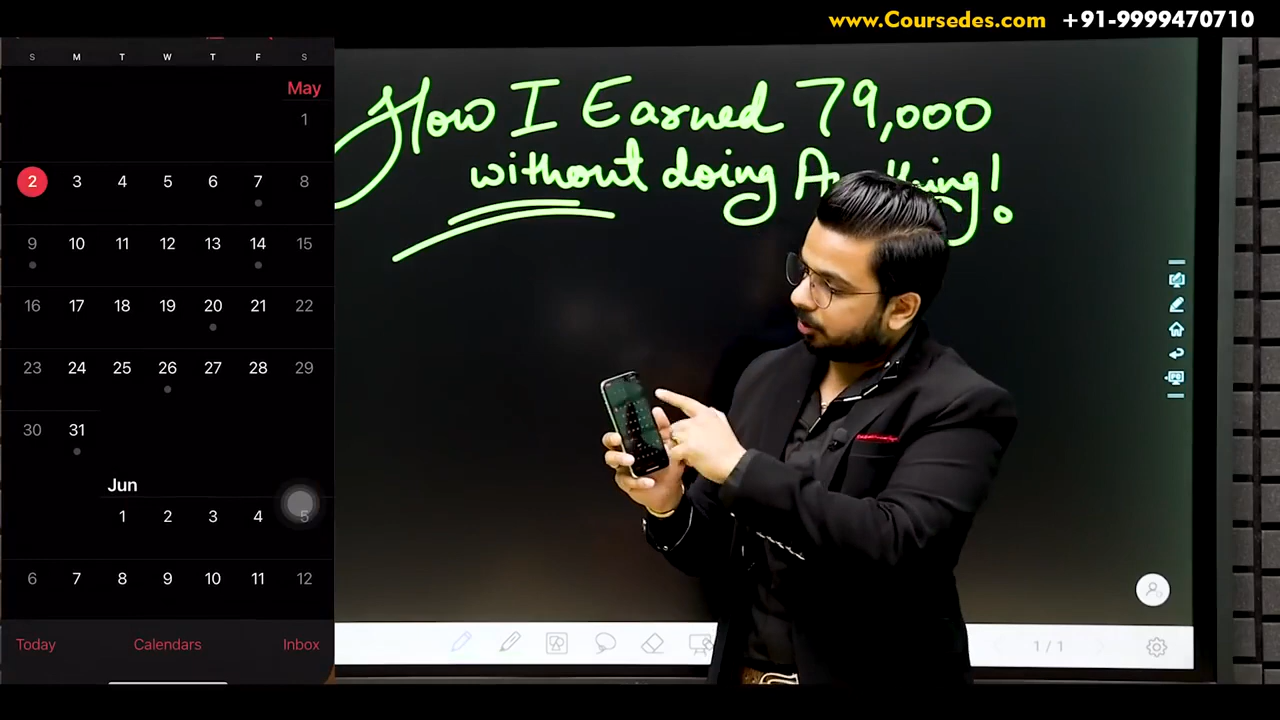 www.Coursedes.com +91-9999470710
S M T W T F S
May
1
2 3 4 5 6 7 8
9 10 11 12 13 14 15
16 17 18 19 20 21 22
23 24 25 26 27 28 29
30 31
Jun
1 2 3 4 5
6 7 8 9 10 11 12
Today Calendars Inbox
How I Earned 79,000
without doing
1 / 1